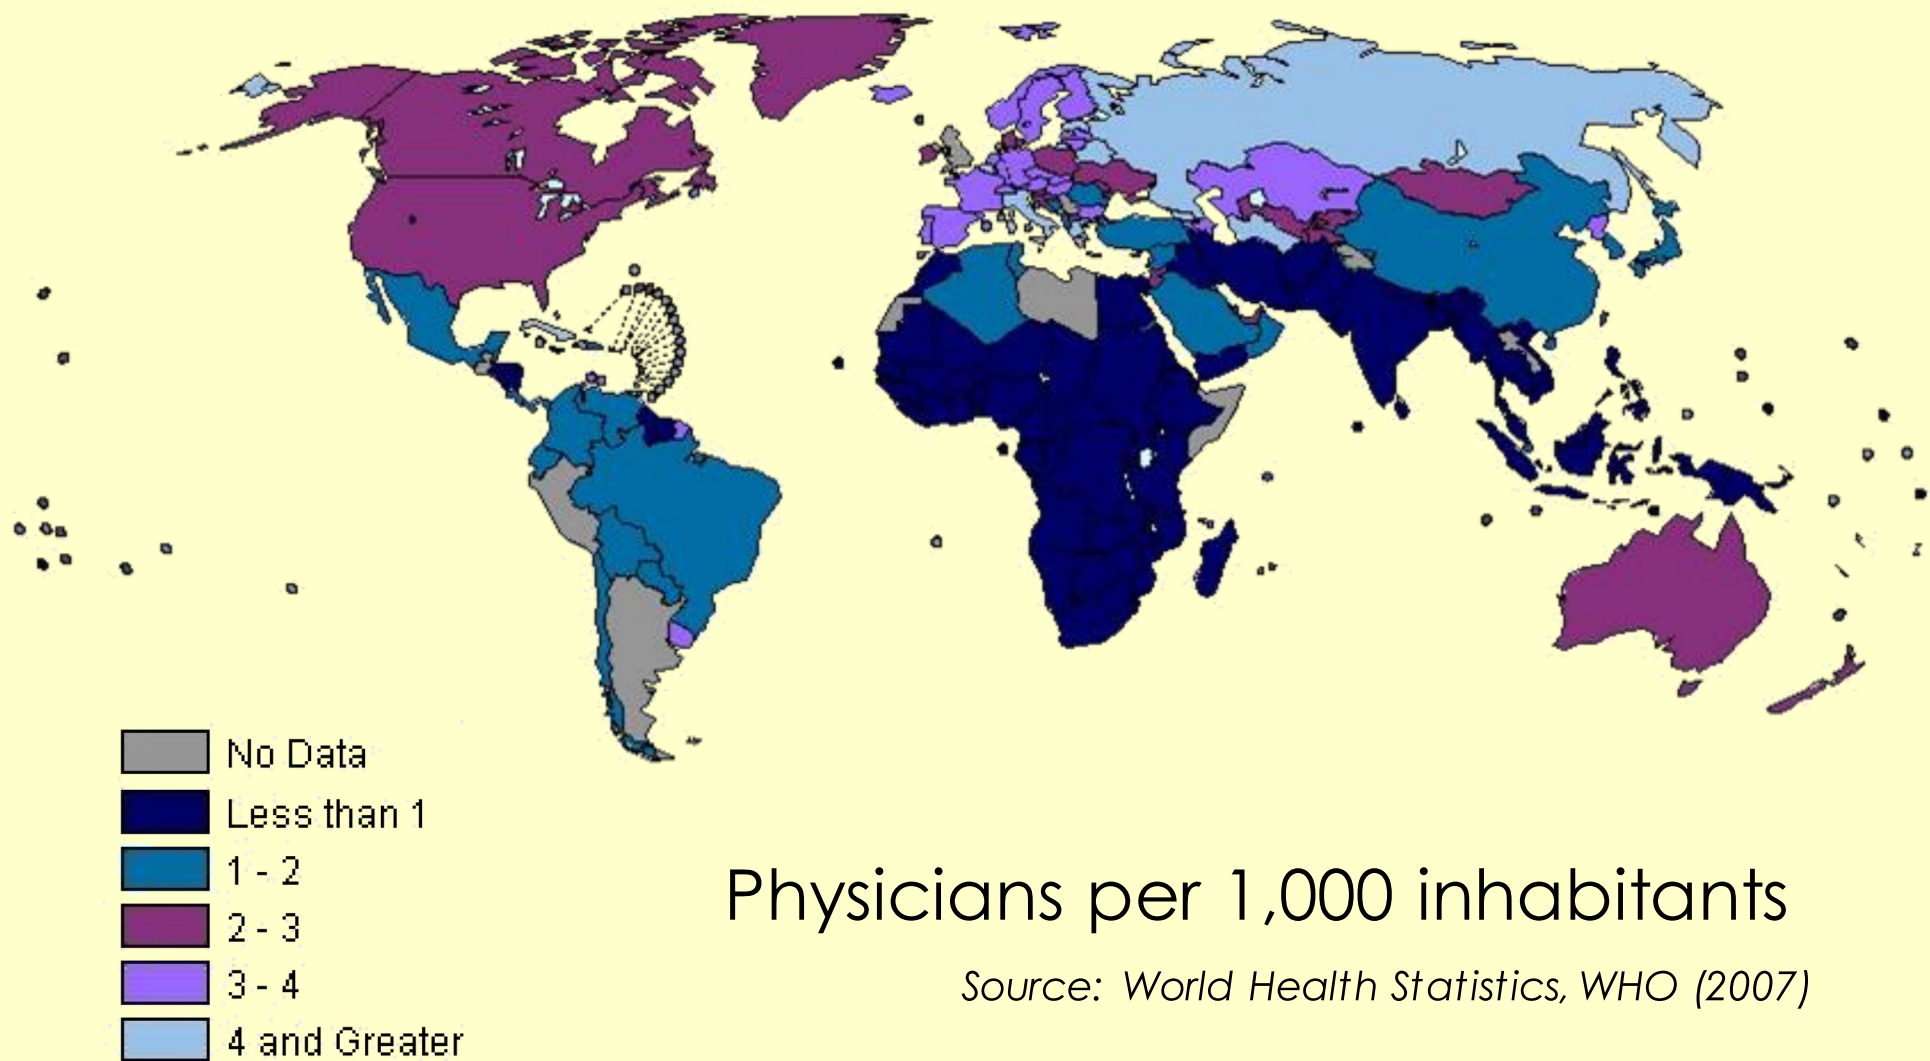 No Data
Less than 1
1 - 2
2 - 3
3 - 4
4 and Greater
Physicians per 1,000 inhabitants
Source: World Health Statistics, WHO (2007)